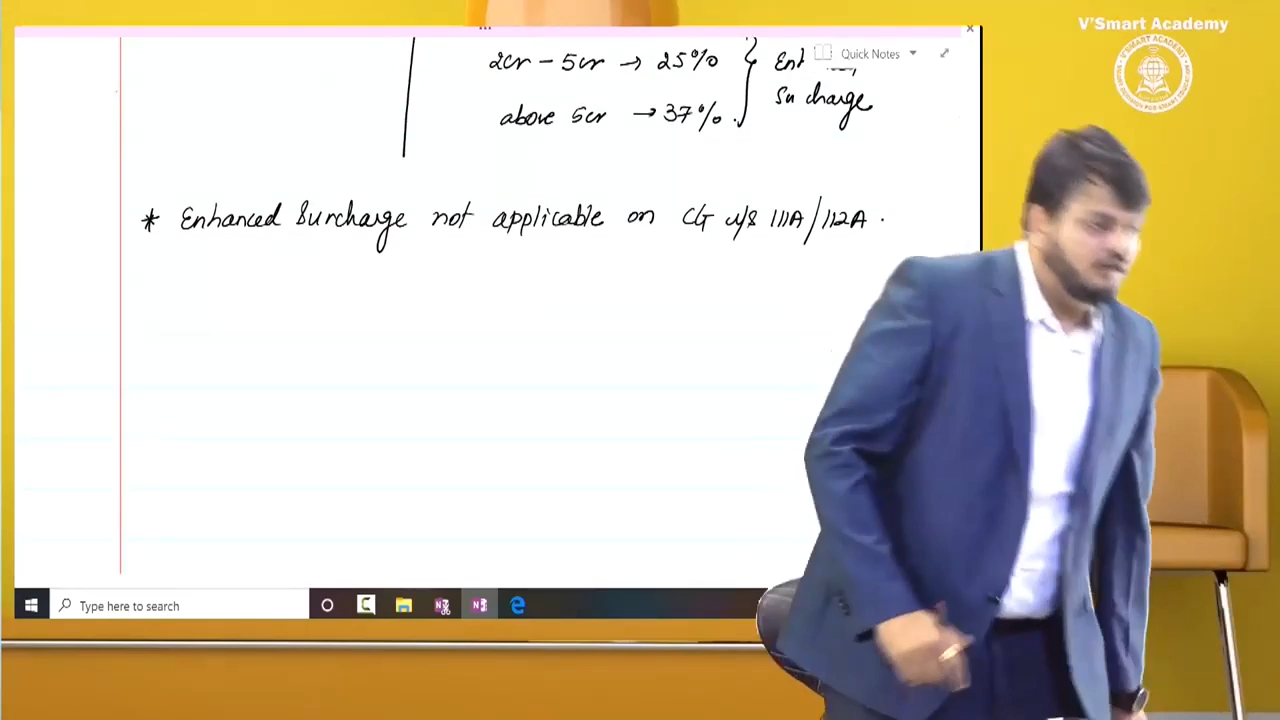 V'Smart Academy
Quick Notes
2cr - 5cr → 25%
above 5cr → 37%.
Surcharge
* Enhanced Surcharge not applicable on CG u/s 111A/112A.
Type here to search